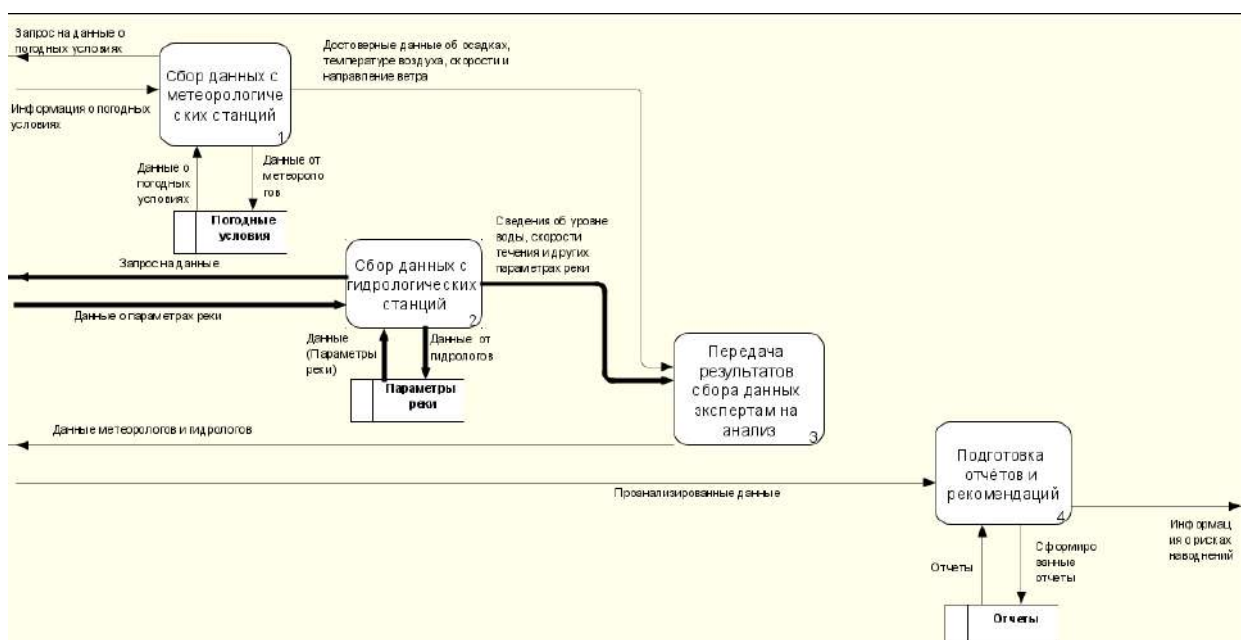 Запрос на данные о
погодных условиях
Достоверные данные об осадках,
температуре воздуха, скорости и
направление ветра
Сбор данных с
метеорологиче
ских станций
1
Информация о погодных
условиях
Данные о
погодных
условиях
Данные от
метеороло
гов
Погодные
условия
Сведения об уровне
воды, скорости
течения и других
параметрах реки
Запрос на данные
Сбор данных с
гидрологических
станций
2
Данные о параметрах реки
Данные
(Параметры
реки)
Данные от
гидрологов
Параметры
реки
Передача
результатов
сбора данных
экспертам на
анализ
3
Данные метеорологов и гидрологов
Подготовка
отчётов и
рекомендаций
4
Проанализированные данные
Информац
ия о рисках
наводнений
Отчеты
Сформиро
ванные
отчеты
Отчеты